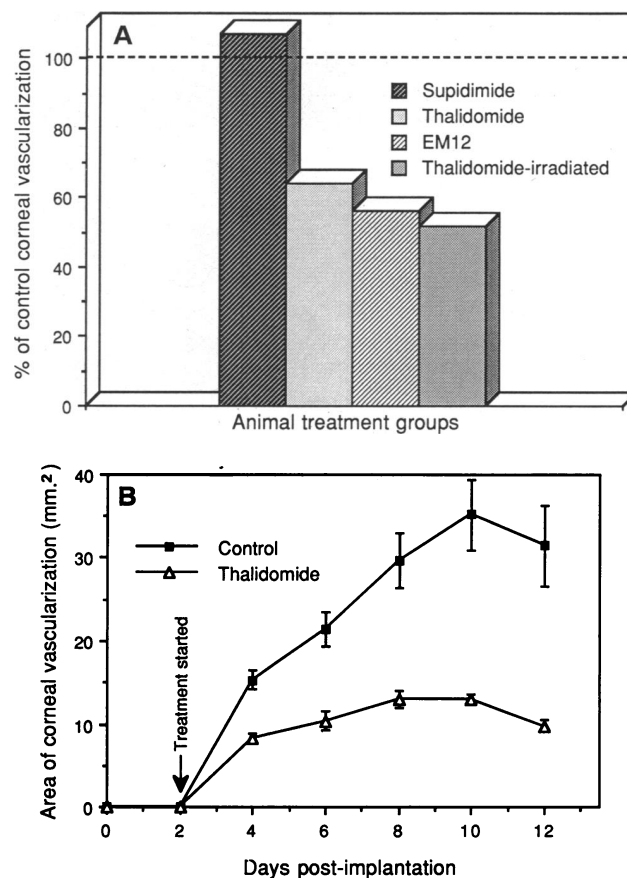 A
% of control corneal vascularization
100
80
60
40
20
0
Supidimide
Thalidomide
EM12
Thalidomide-irradiated
Animal treatment groups
B
Area of corneal vascularization (mm.²)
40
30
20
10
0
Control
Thalidomide
Treatment started
0 2 4 6 8 10 12
Days post-implantation